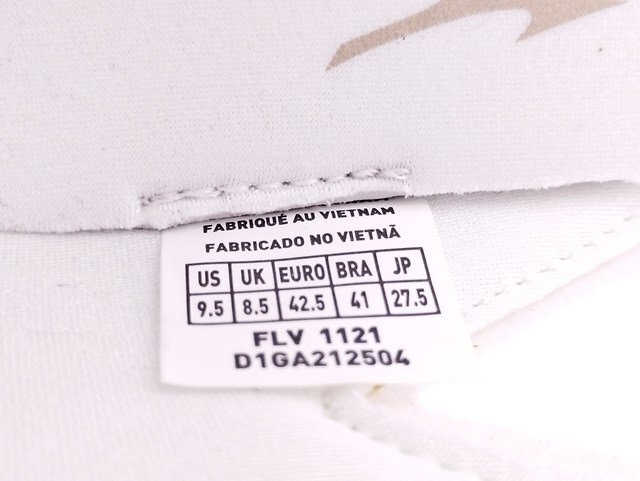 FABRIQUÉ AU VIETNAM
FABRICADO NO VIETNÃ
US UK EURO BRA JP
9.5 8.5 42.5 41 27.5
FLV 1121
D1GA212504